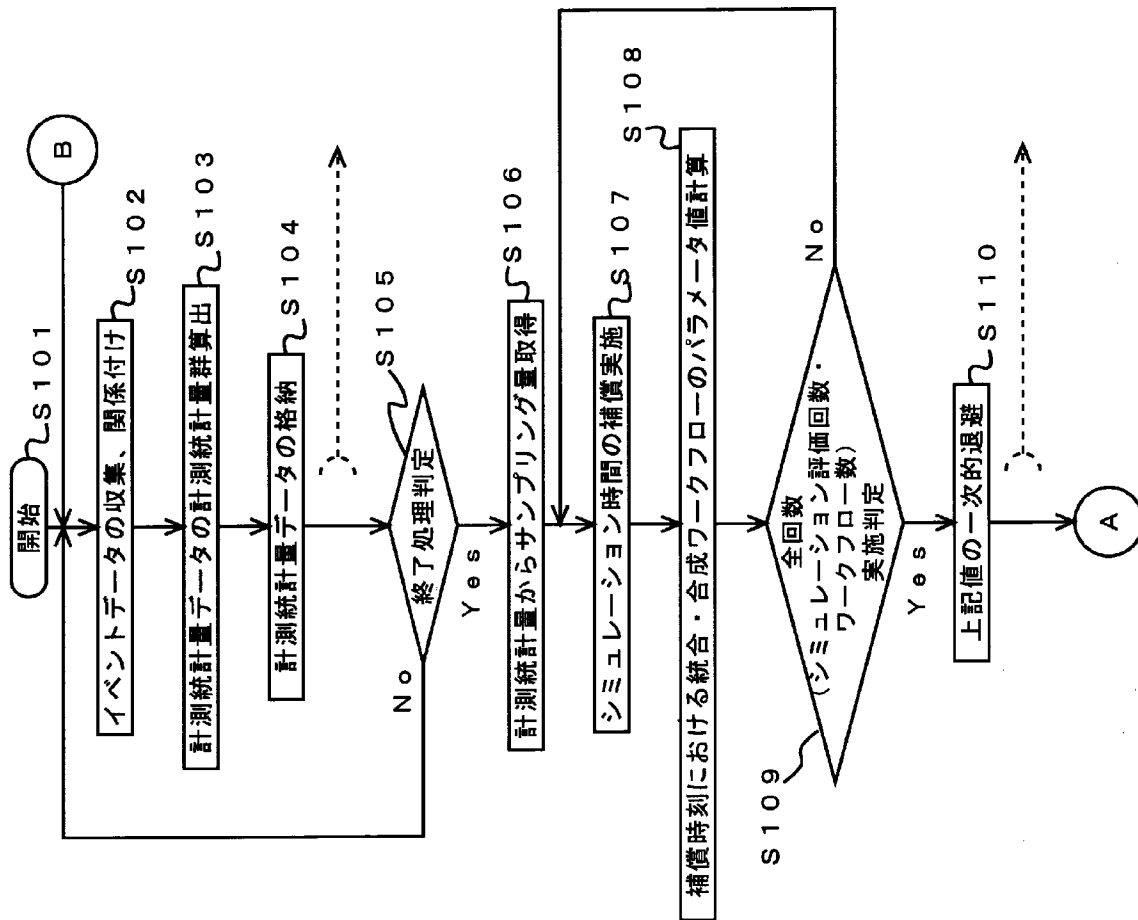 開始
S101
B
イベントデータの収集、関係付け
S102
計測統計量データの計測統計量群算出
S103
計測統計量データの格納
S104
終了処理判定
S105
No
Yes
計測統計量からサンプリング量取得
S106
シミュレーション時間の補償実施
S107
補償時刻における統合・合成ワークフローのパラメータ値計算
S108
全回数
(シミュレーション評価回数・
ワークフロー数)
実施判定
S109
No
Yes
上記値の一次的退避
S110
A